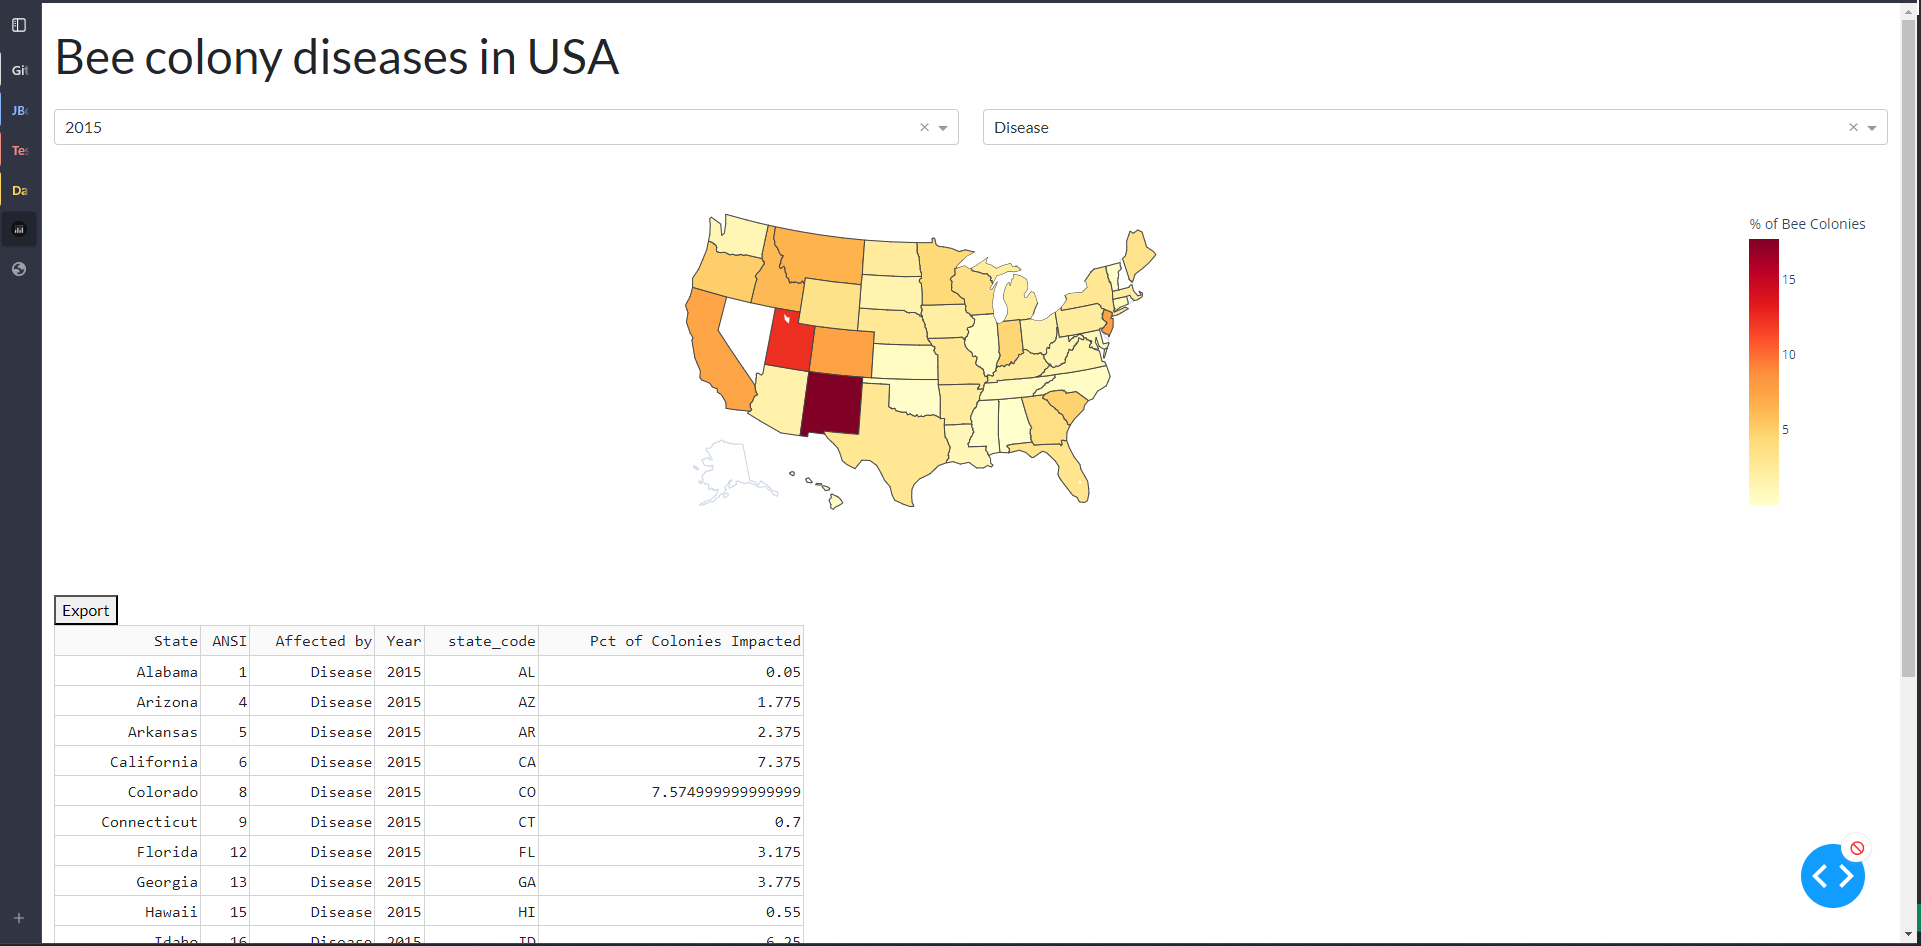 Bee colony diseases in USA
Git
JB
Tes
Da
2015 × Disease ×
% of Bee Colonies
15
10
5
Export
State ANSI Affected by Year state_code Pct of Colonies Impacted
Alabama 1 Disease 2015 AL 0.05
Arizona 4 Disease 2015 AZ 1.775
Arkansas 5 Disease 2015 AR 2.375
California 6 Disease 2015 CA 7.375
Colorado 8 Disease 2015 CO 7.574999999999999
Connecticut 9 Disease 2015 CT 0.7
Florida 12 Disease 2015 FL 3.175
Georgia 13 Disease 2015 GA 3.775
Hawaii 15 Disease 2015 HI 0.55
Idaho 16 Disease 2015 ID 6.25